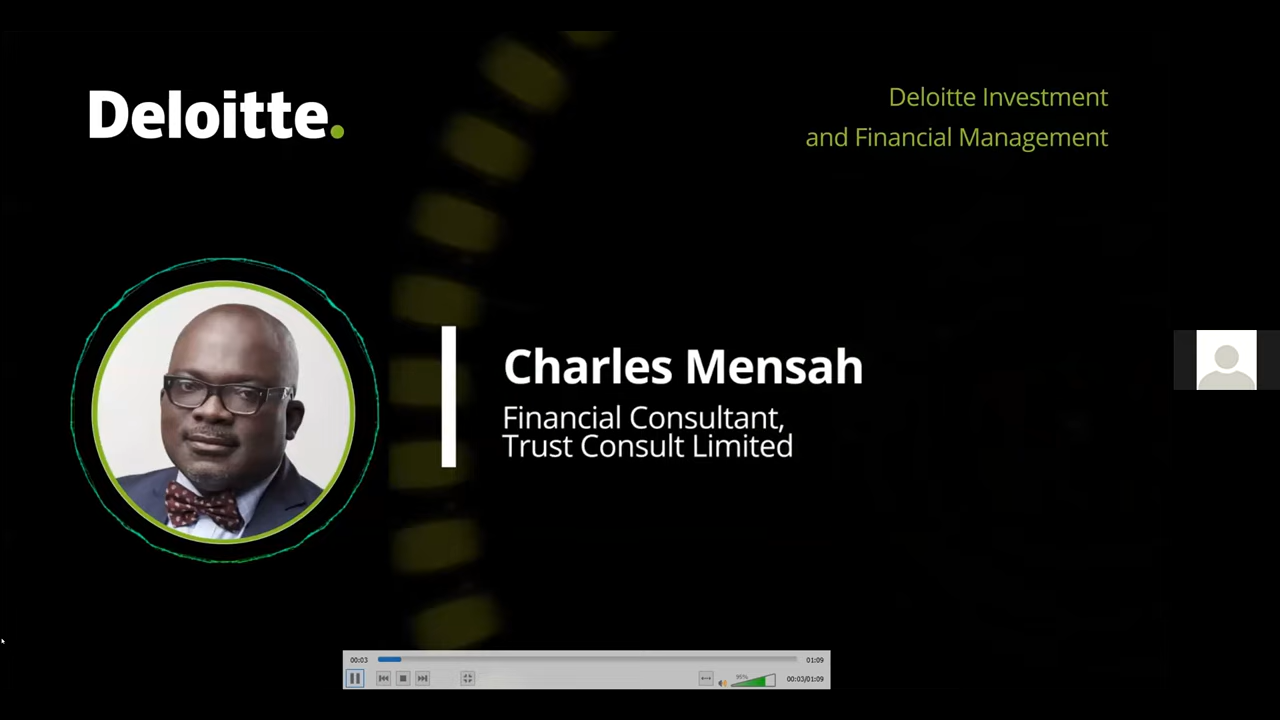 Deloitte.
Deloitte Investment
and Financial Management
Charles Mensah
Financial Consultant,
Trust Consult Limited
00:03
01:09
95%
00:03/01:09